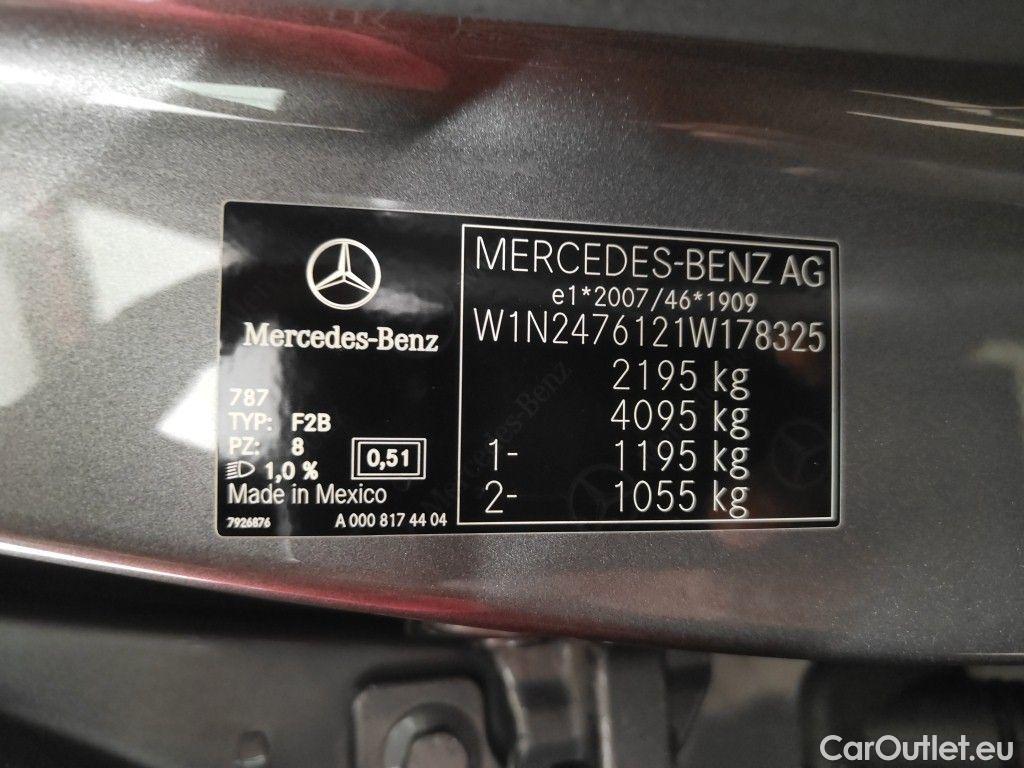 Mercedes-Benz
787
TYP: F2B
PZ: 8
1,0 %
0,51
Made in Mexico
7926876 A 000 817 44 04
MERCEDES-BENZ AG
e1*2007/46*1909
W1N2476121W178325
2195 kg
4095 kg
1- 1195 kg
2- 1055 kg
Mercedes-Benz
CarOutlet.eu